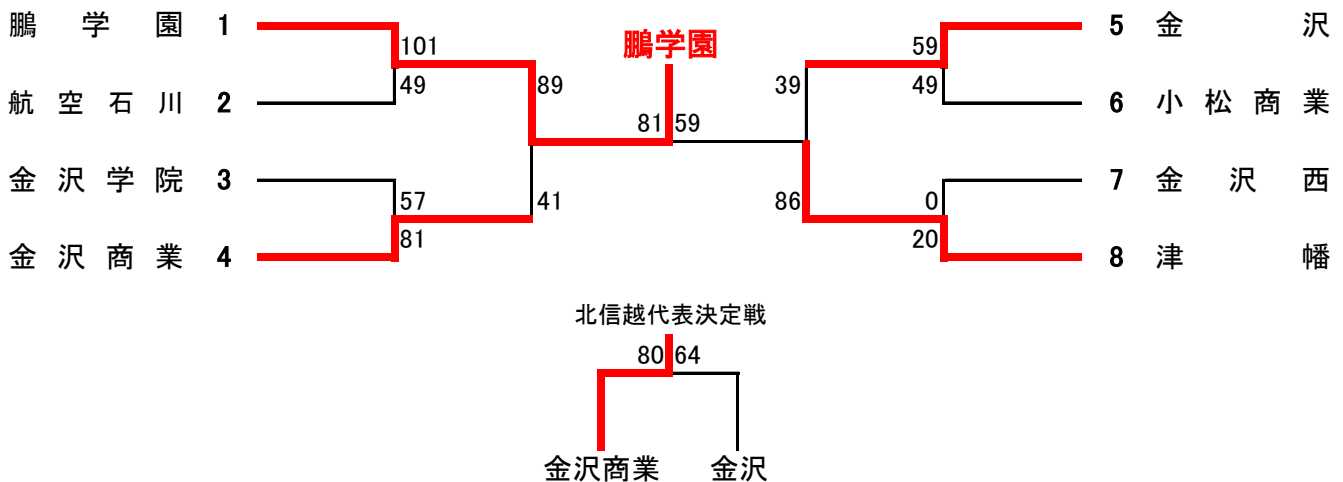 鵬学園 1
101
49
航空石川 2
金沢学院 3
57
81
金沢商業 4
89
41
鵬学園
81 59
39
86
59
49
5 金沢
6 小松商業
0
20
7 金沢西
8 津幡
北信越代表決定戦
80 64
金沢商業 金沢